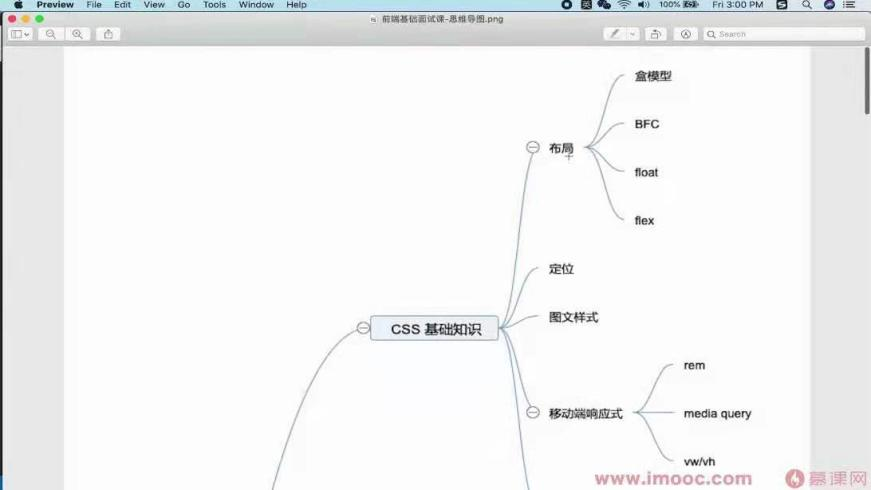 Preview File Edit View Go Tools Window Help
100% Fri 3:00 PM
前端基础面试课-思维导图.png
Search
盒模型
BFC
布局
float
flex
定位
图文样式
CSS 基础知识
rem
移动端响应式
media query
vw/vh
www.imooc.com 慕课网